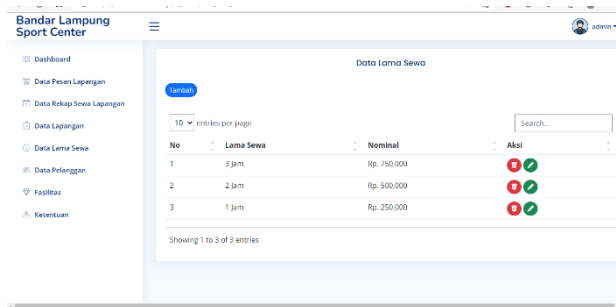 Bandar Lampung
Sport Center
admin
Dashboard
Data Pesan Lapangan
Data Rekap Sewa Lapangan
Data Lapangan
Data Lama Sewa
Data Pelanggan
Fasilitas
Ketentuan
Data Lama Sewa
Tambah
10 entries per page
Search...
No Lama Sewa Nominal Aksi
1 3 Jam Rp. 750,000
2 2 Jam Rp. 500,000
3 1 Jam Rp. 250,000
Showing 1 to 3 of 3 entries